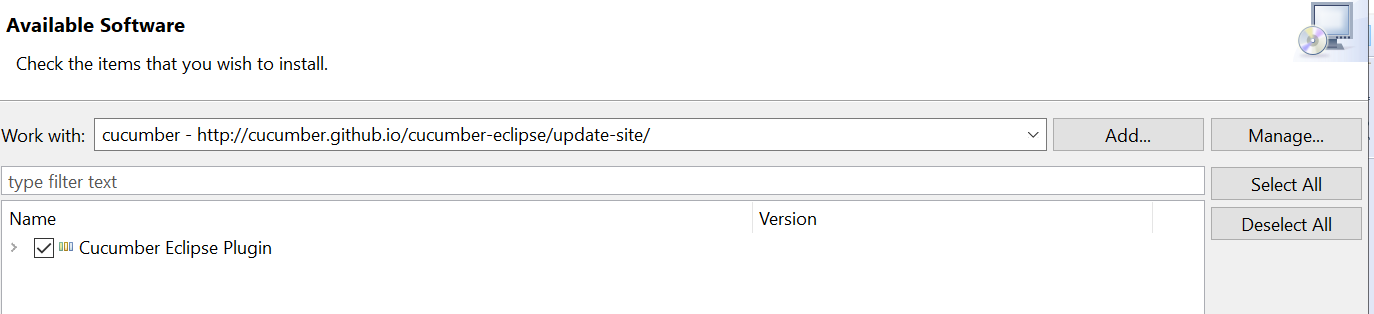 Available Software
Check the items that you wish to install.
Work with: cucumber - http://cucumber.github.io/cucumber-eclipse/update-site/ Add... Manage...
type filter text Select All
Name Version Deselect All
Cucumber Eclipse Plugin